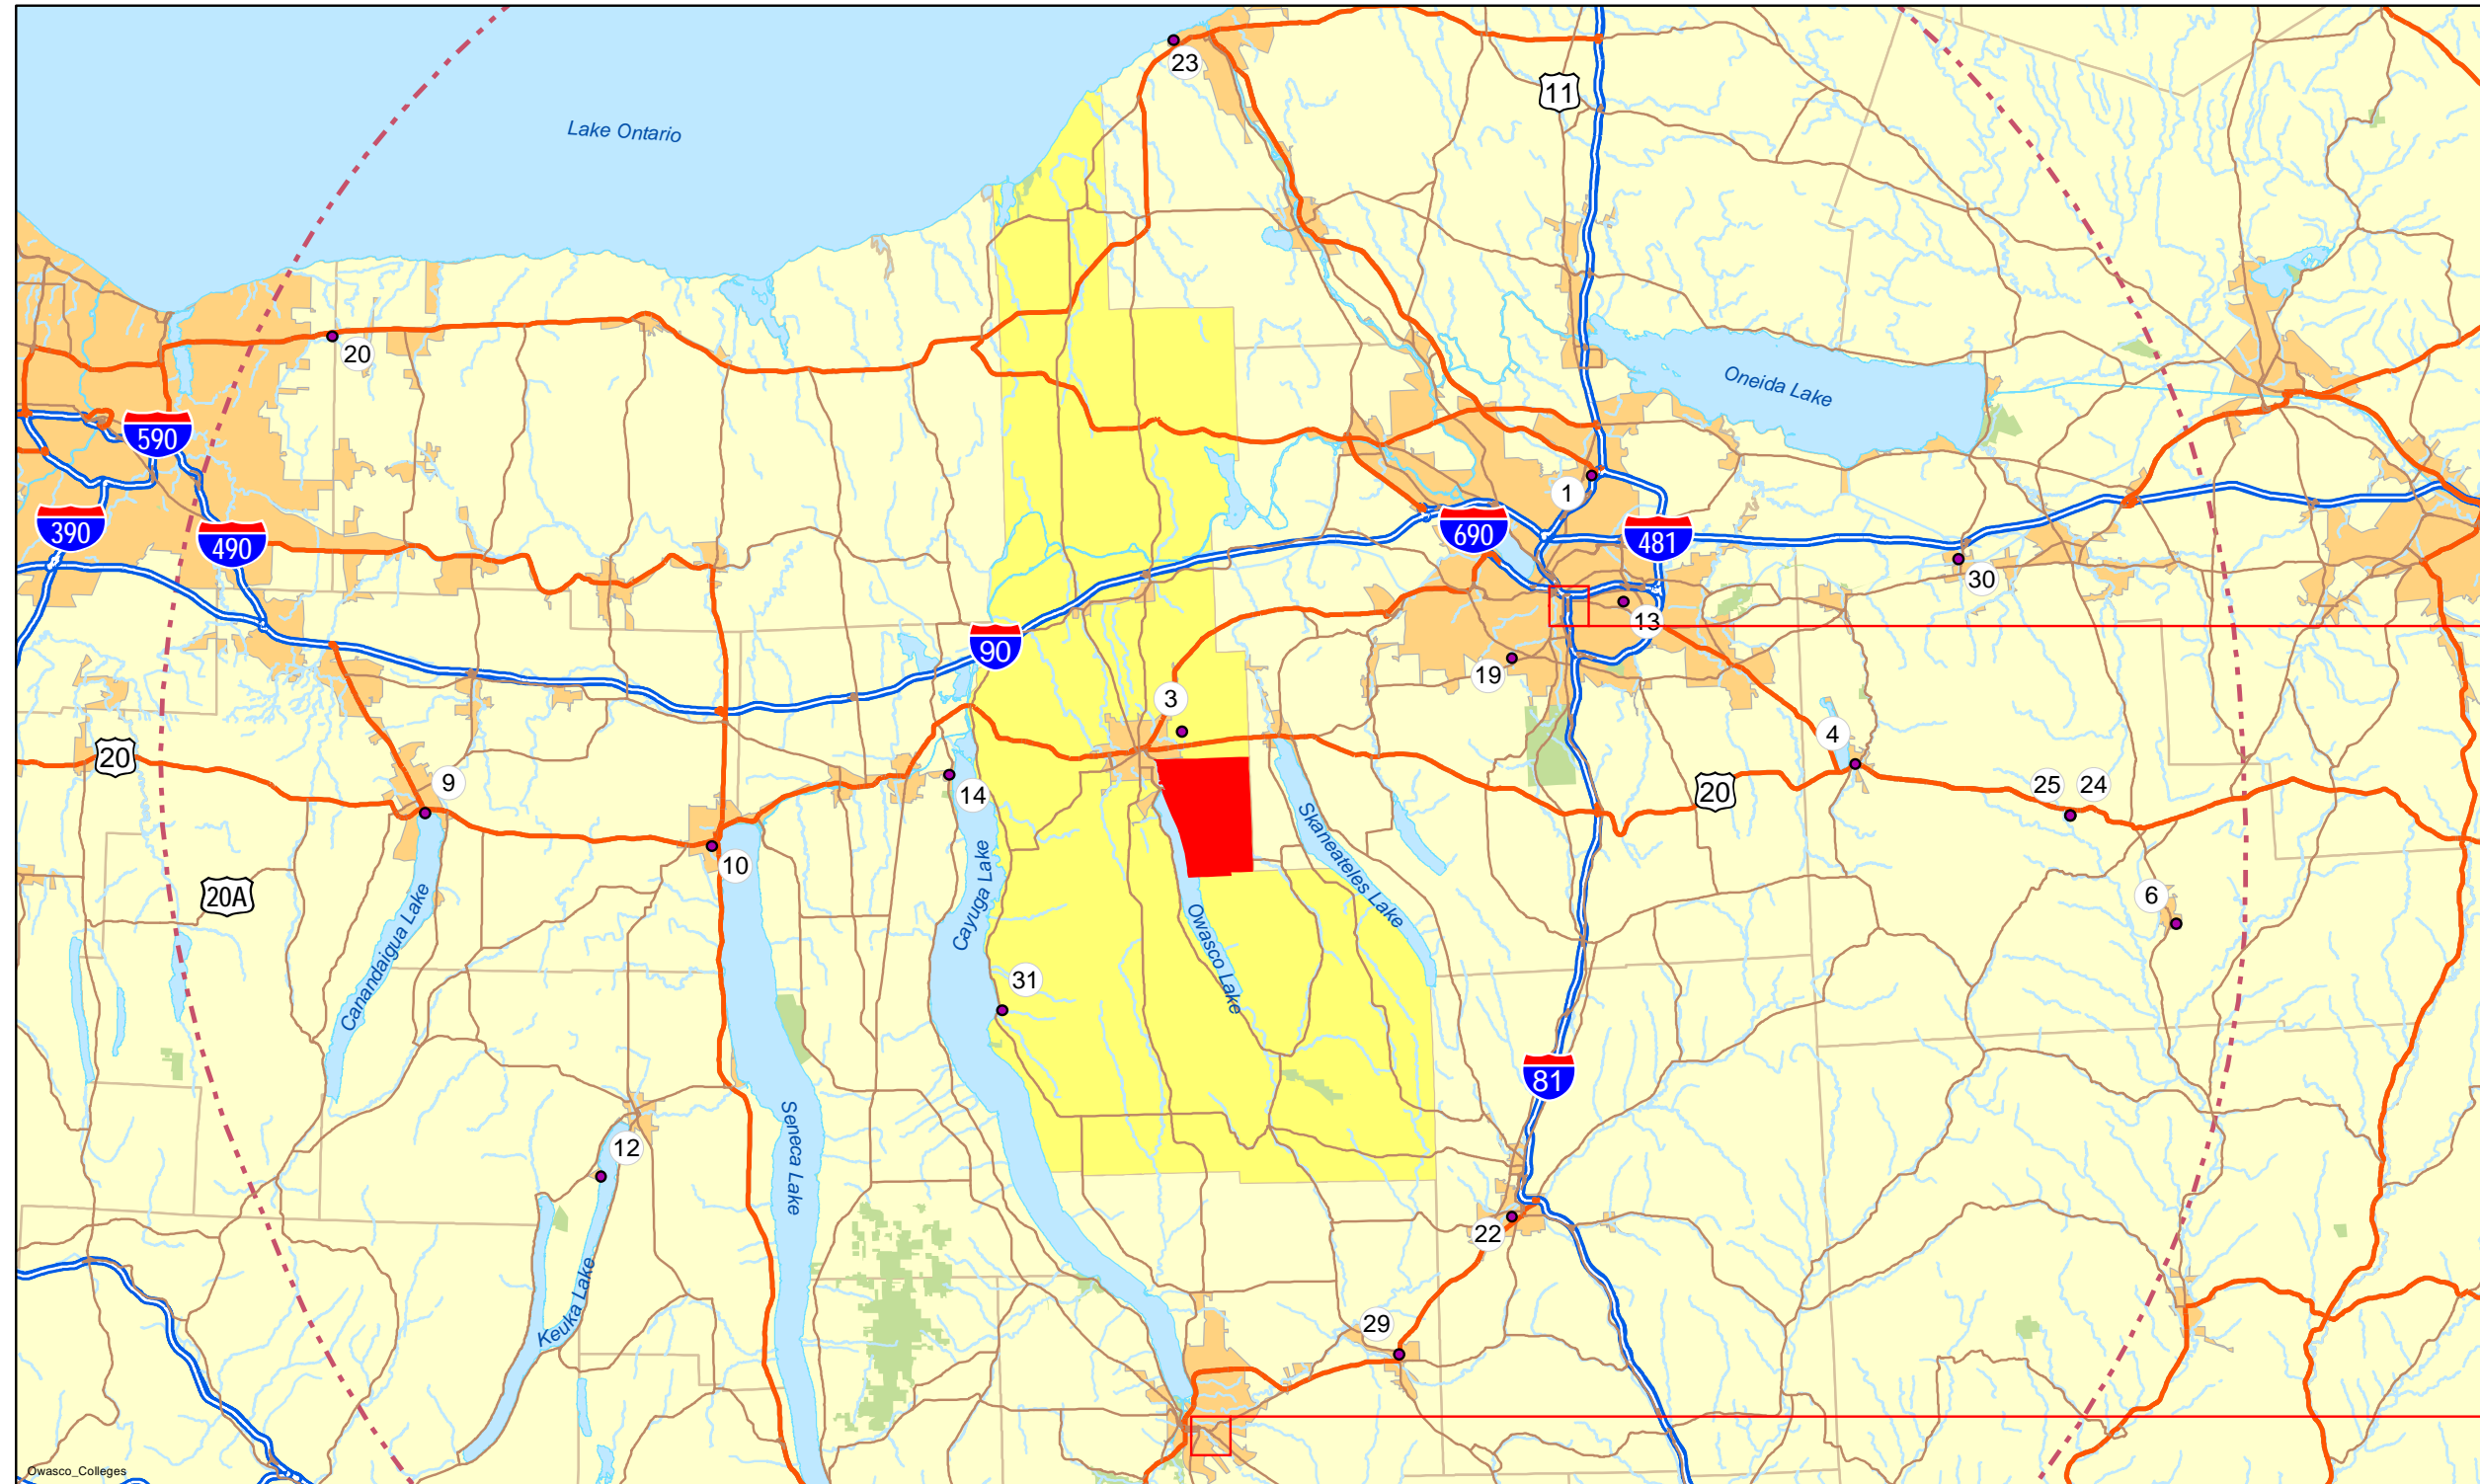 23
11
Lake Ontario
20
Oneida Lake
590
1
390
490
690
481
30
13
90
19
3
4
20
9
14
25 24
20
10
Skaneateles Lake
20A
Cayuga Lake
6
Canandaigua Lake
Owasco Lake
31
81
Seneca Lake
12
22
Keuka Lake
29
Owasco_Colleges